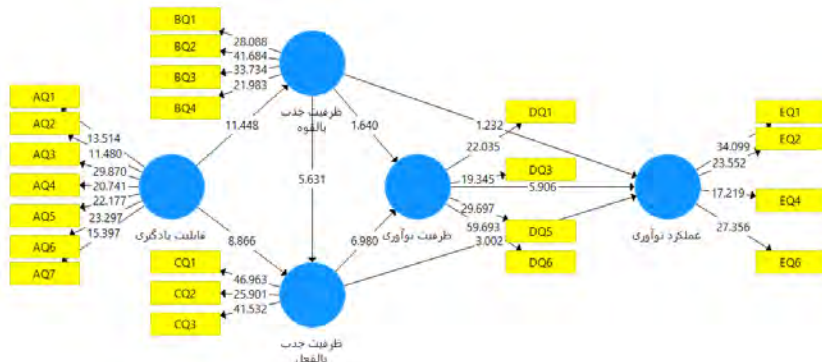 BQ1
BQ2
BQ3
BQ4
28.088
41.684
33.734
21.983
ظرفیت جذب
بالقوه
AQ1
AQ2
AQ3
AQ4
AQ5
AQ6
AQ7
13.514
11.480
29.870
20.741
22.177
23.297
15.397
قابلیت یادگیری
11.448
8.866
5.631
1.640
6.980
1.232
5.906
3.002
CQ1
CQ2
CQ3
46.963
25.901
41.532
ظرفیت جذب
بالفعل
ظرفیت نوآوری
22.035
19.345
29.697
59.693
DQ1
DQ3
DQ5
DQ6
عملکرد نوآوری
34.099
23.552
17.219
27.356
EQ1
EQ2
EQ4
EQ6